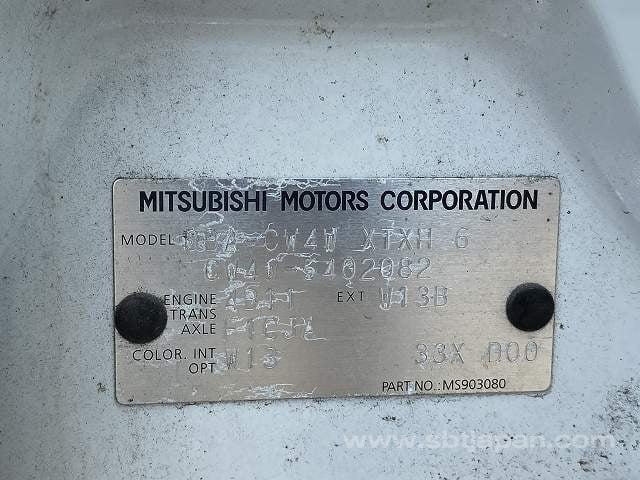 MITSUBISHI MOTORS CORPORATION
MODEL CW4W XTXH 6
CW4W-5402082
ENGINE EXT W13B
TRANS
AXLE
COLOR. INT W13 33X D00
OPT
PART NO.: MS903080
www.sbtjapan.com